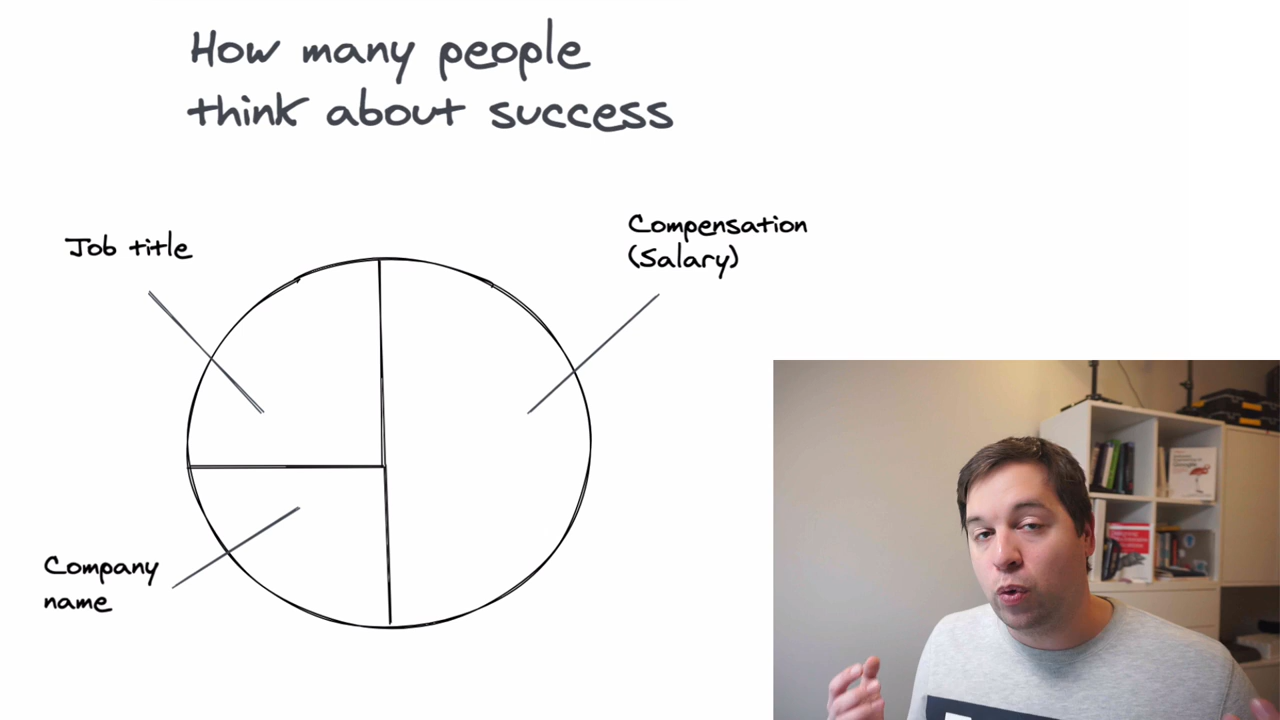 How many people
think about success
Job title
Compensation
(Salary)
Company
name